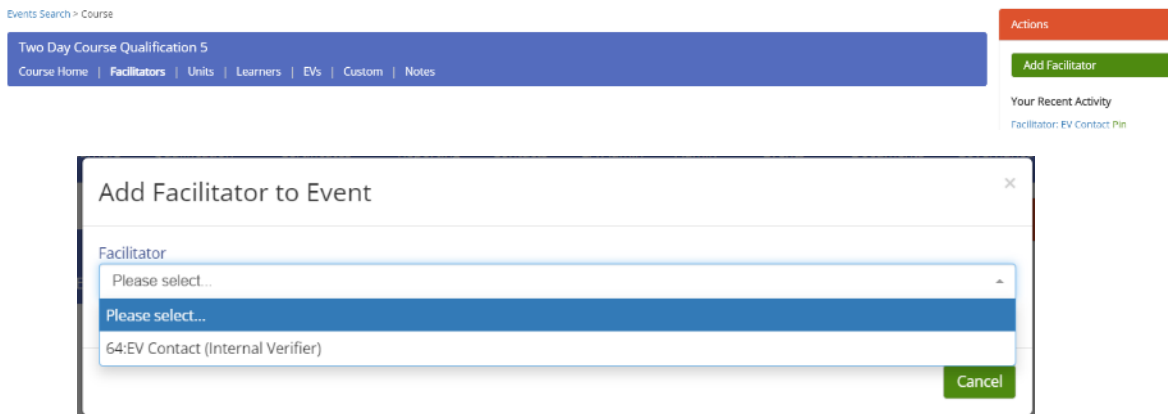 Events Search > Course
Actions
Two Day Course Qualification 5
Course Home | Facilitators | Units | Learners | EVs | Custom | Notes
Add Facilitator
Your Recent Activity
Facilitator: EV Contact Pin
Add Facilitator to Event
×
Facilitator
Please select...
Please select...
64:EV Contact (Internal Verifier)
Cancel